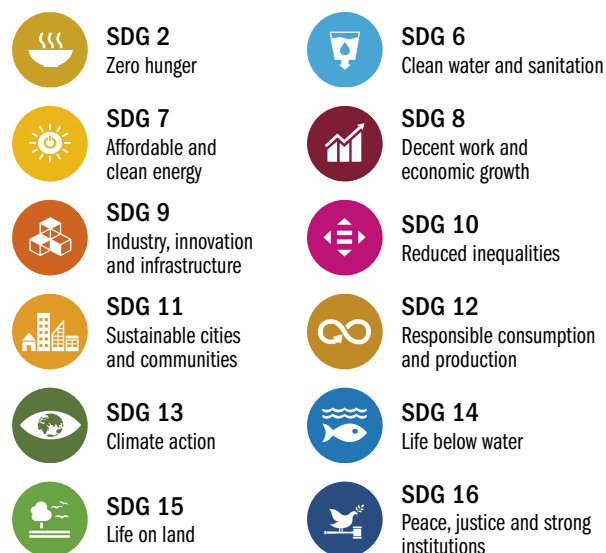 SDG 2
Zero hunger
SDG 6
Clean water and sanitation
SDG 7
Affordable and
clean energy
SDG 8
Decent work and
economic growth
SDG 9
Industry, innovation
and infrastructure
SDG 10
Reduced inequalities
SDG 11
Sustainable cities
and communities
SDG 12
Responsible consumption
and production
SDG 13
Climate action
SDG 14
Life below water
SDG 15
Life on land
SDG 16
Peace, justice and strong
institutions